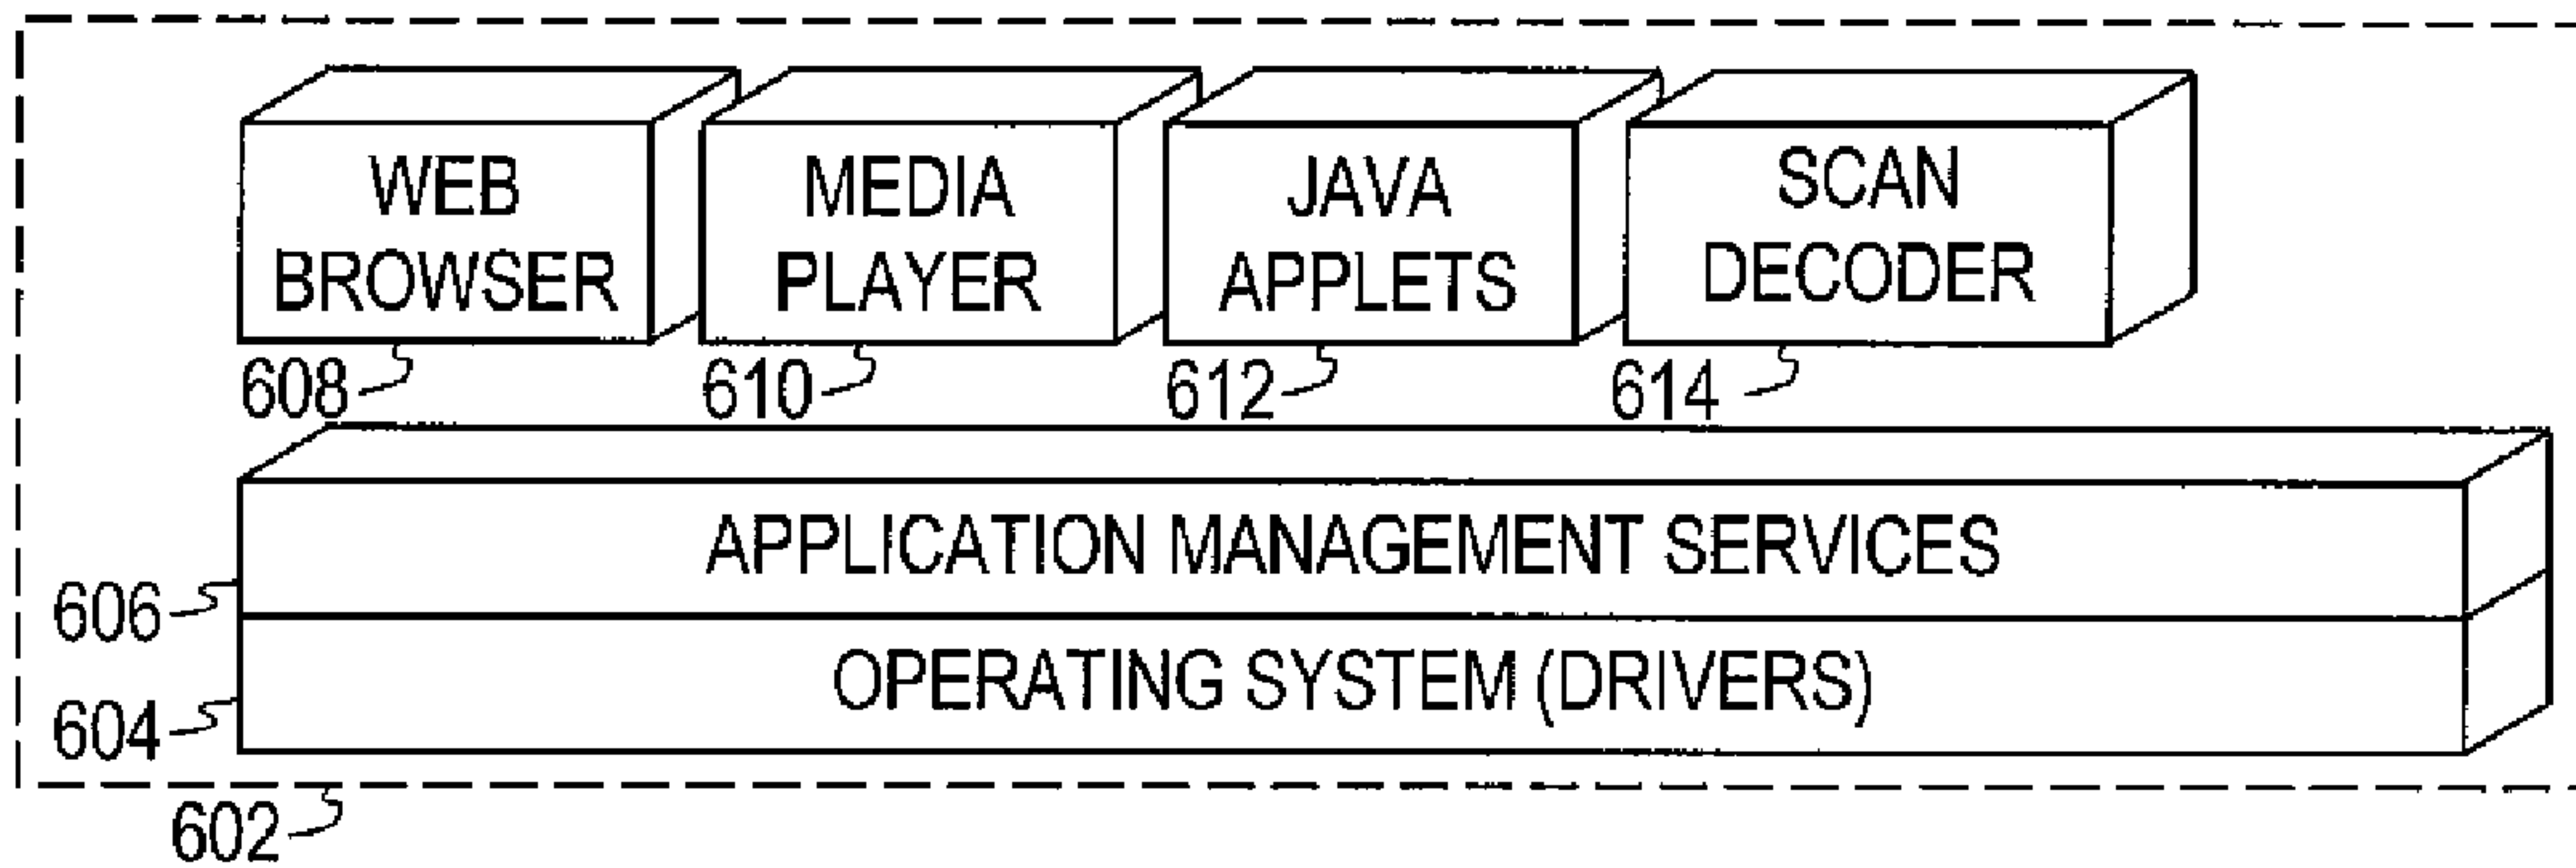 WEB
BROWSER
MEDIA
PLAYER
JAVA
APPLETS
SCAN
DECODER
608
610
612
614
APPLICATION MANAGEMENT SERVICES
606
OPERATING SYSTEM (DRIVERS)
604
602